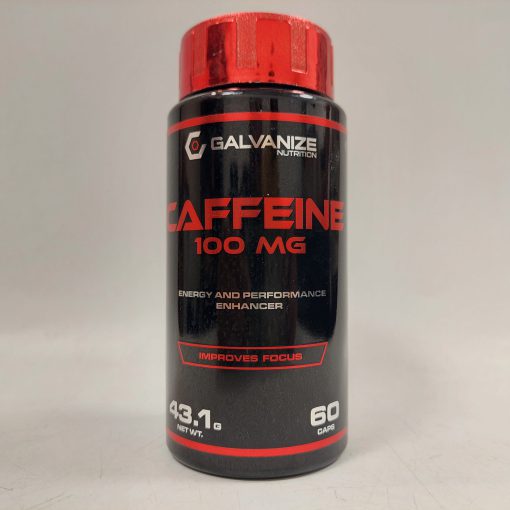 GALVANIZE
NUTRITION
CAFFEINE
100 MG
ENERGY AND PERFORMANCE
ENHANCER
IMPROVES FOCUS
43.1G 60
NET WT. CAPS